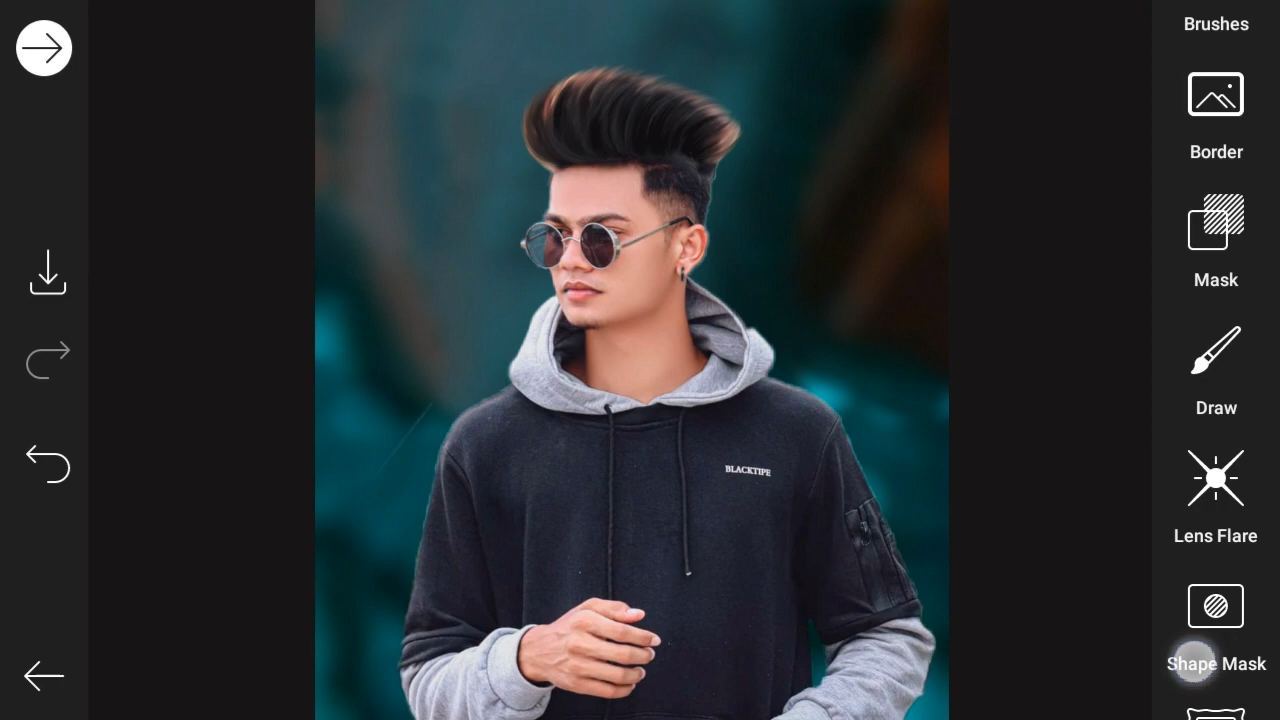 Brushes
Border
Mask
Draw
Lens Flare
Shape Mask
BLACKTIPE